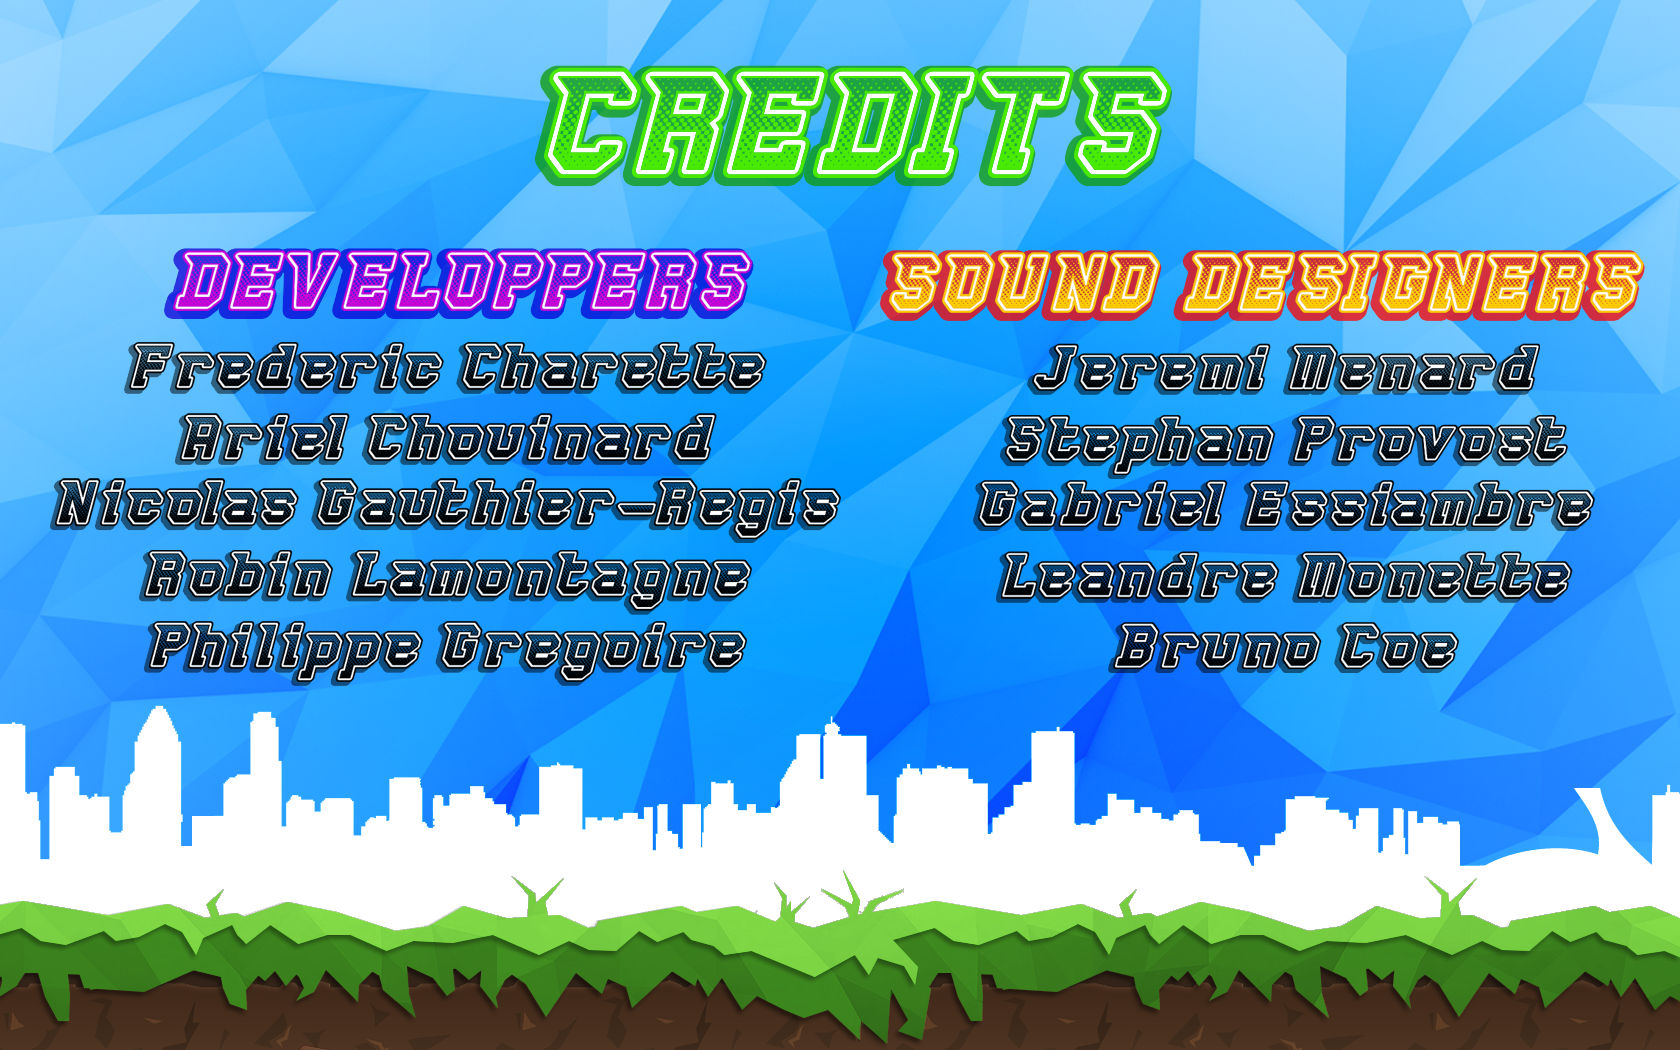 CREDITS
DEVELOPPERS
Frederic Charette
Ariel Chouinard
Nicolas Gauthier-Regis
Robin Lamontagne
Philippe Gregoire
SOUND DESIGNERS
Jeremi Menard
Stephan Provost
Gabriel Essiambre
Leandre Monette
Bruno Coe